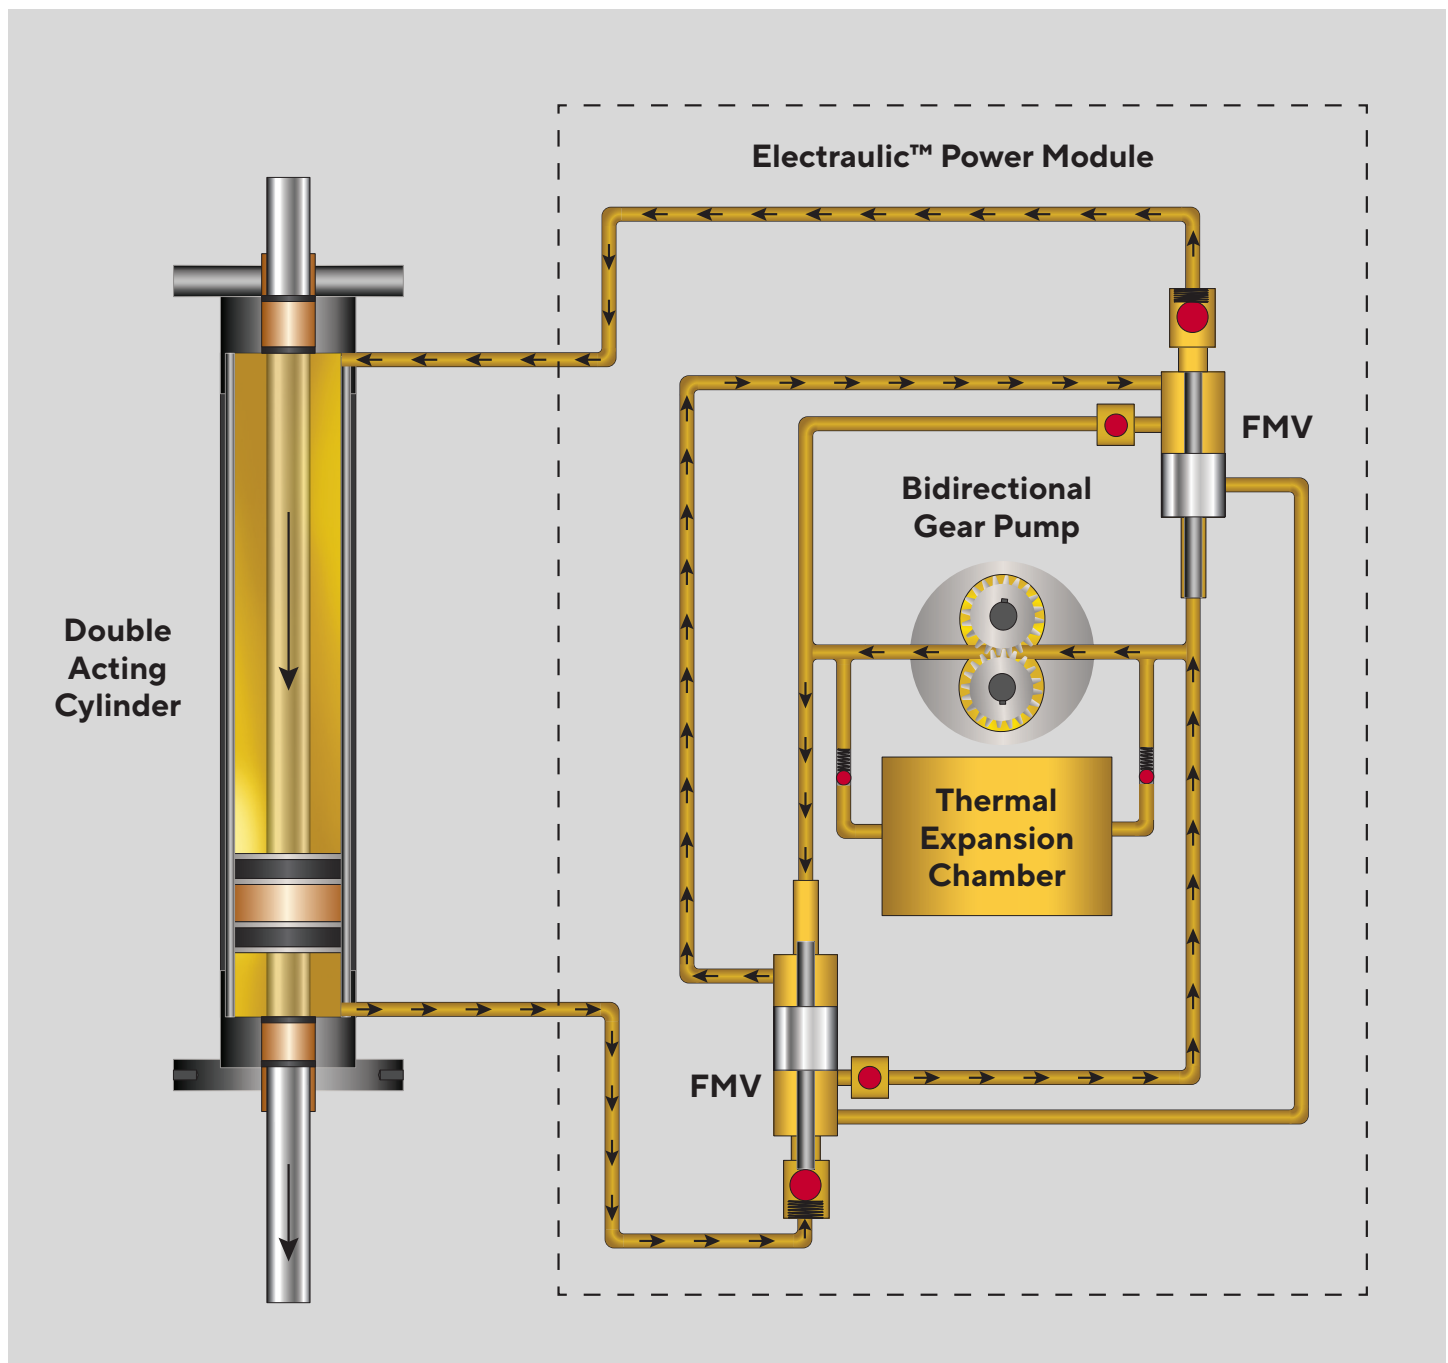 Electraulic™ Power Module
FMV
Bidirectional
Gear Pump
Double
Acting
Cylinder
Thermal
Expansion
Chamber
FMV